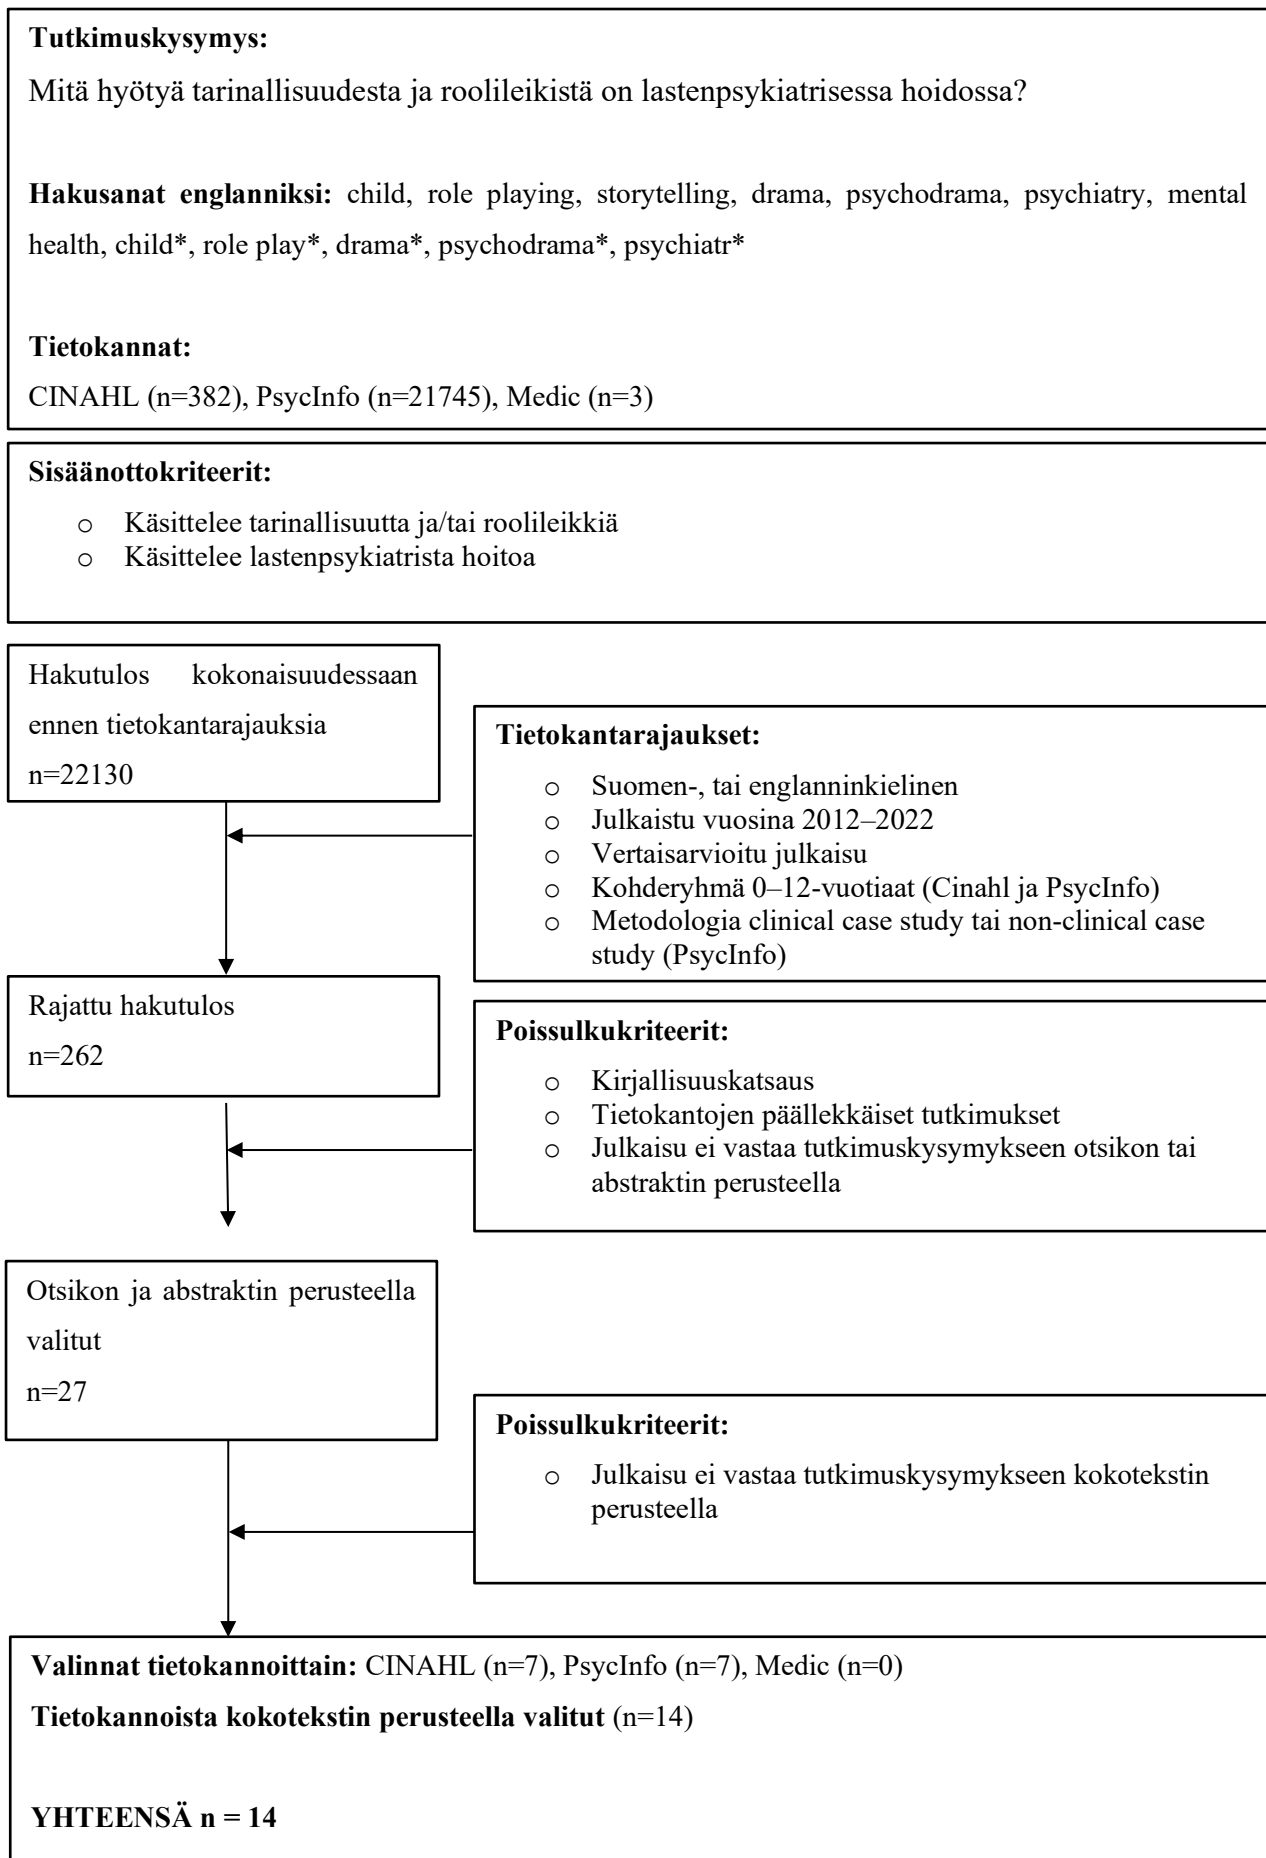 Tutkimuskysymys:
Mitä hyötyä tarinallisuudesta ja roolileikistä on lastenpsykiatrisessa hoidossa?
Hakusanat englanniksi: child, role playing, storytelling, drama, psychodrama, psychiatry, mental
health, child*, role play*, drama*, psychodrama*, psychiatr*
Tietokannat:
CINAHL (n=382), PsycInfo (n=21745), Medic (n=3)
Sisäänottokriteerit:
o Käsittelee tarinallisuutta ja/tai roolileikkiä
o Käsittelee lastenpsykiatrista hoitoa
Hakutulos kokonaisuudessaan
ennen tietokantarajauksia
n=22130
Tietokantarajaukset:
o Suomen-, tai englanninkielinen
o Julkaistu vuosina 2012–2022
o Vertaisarvioitu julkaisu
o Kohderyhmä 0–12-vuotiaat (Cinahl ja PsycInfo)
o Metodologia clinical case study tai non-clinical case
study (PsycInfo)
Rajattu hakutulos
n=262
Poissulkukriteerit:
o Kirjallisuuskatsaus
o Tietokantojen päällekkäiset tutkimukset
o Julkaisu ei vastaa tutkimuskysymykseen otsikon tai
abstraktin perusteella
Otsikon ja abstraktin perusteella
valitut
n=27
Poissulkukriteerit:
o Julkaisu ei vastaa tutkimuskysymykseen kokotekstin
perusteella
Valinnat tietokannoittain: CINAHL (n=7), PsycInfo (n=7), Medic (n=0)
Tietokannoista kokotekstin perusteella valitut (n=14)
YHTEENSÄ n = 14